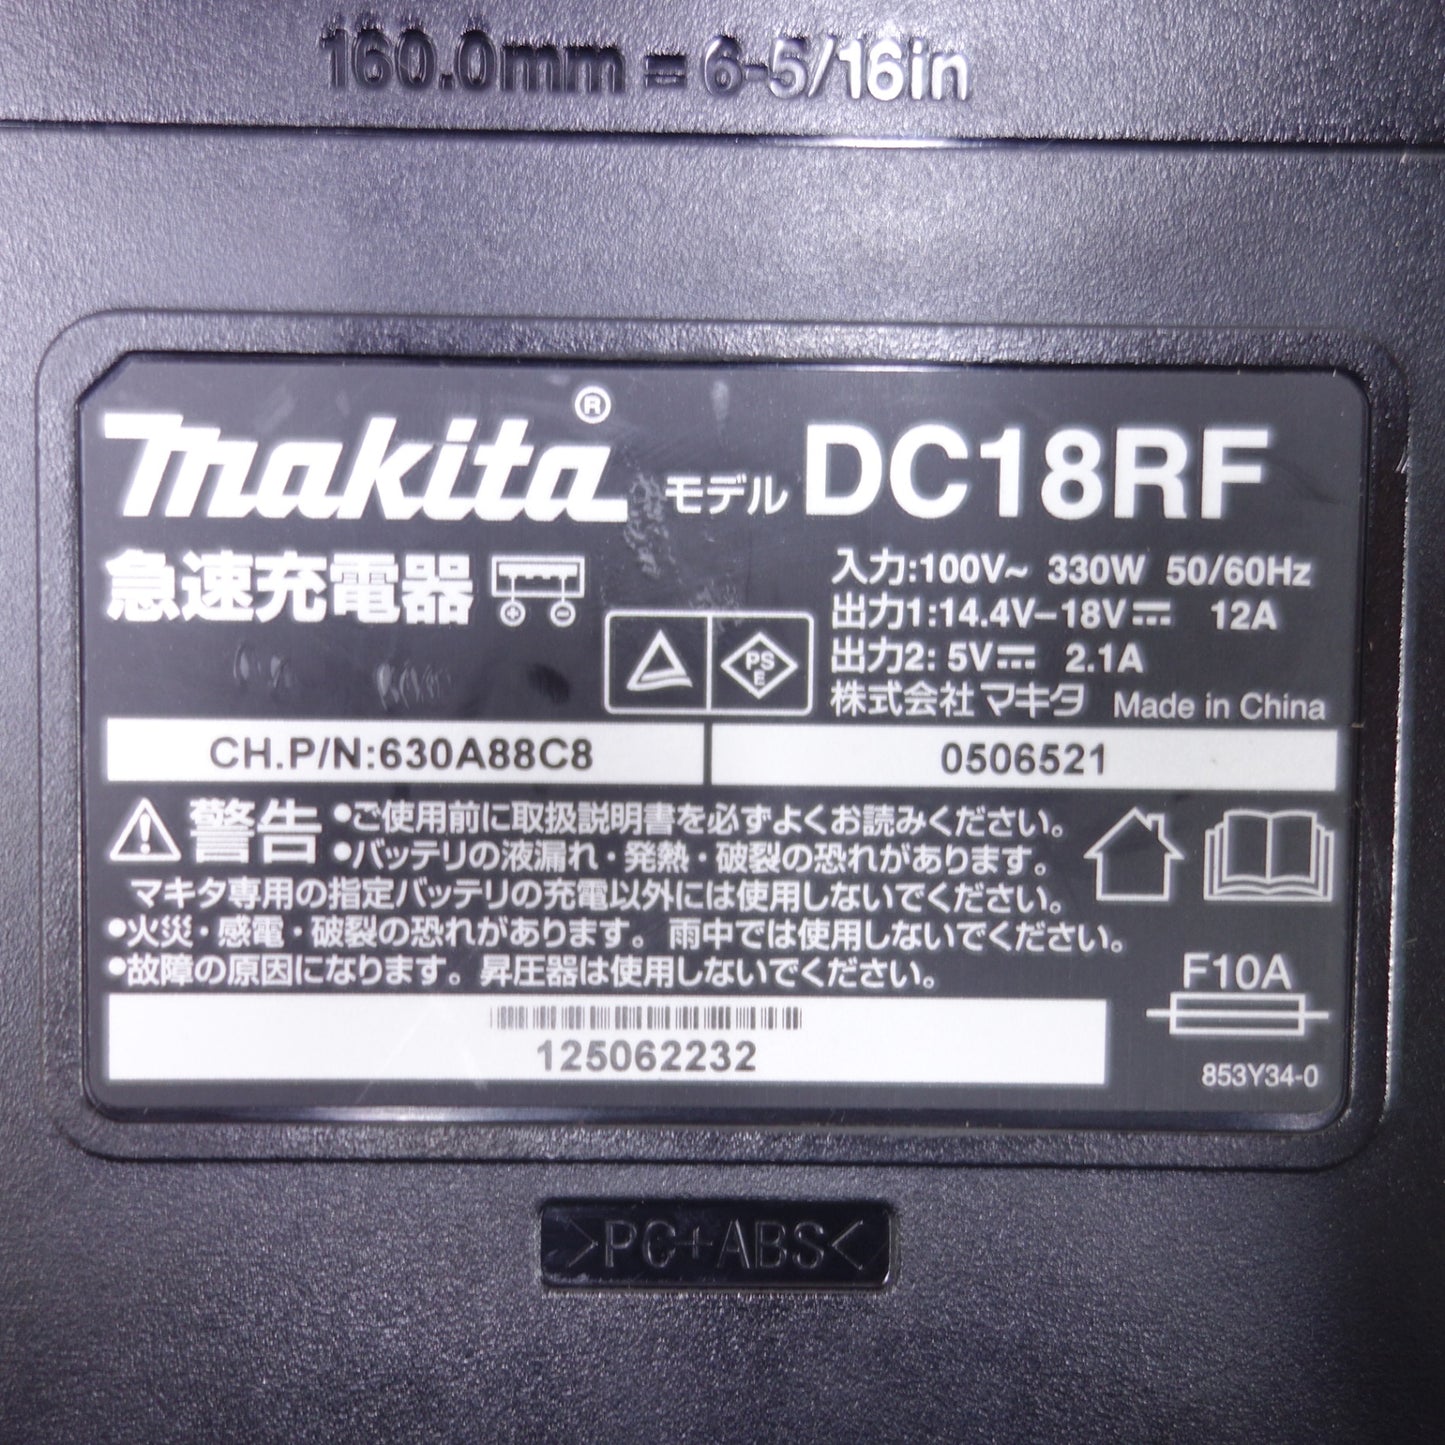 160.0mm = 6-5/16in
makita® モデル DC18RF
急速充電器
入力:100V~ 330W 50/60Hz
出力1:14.4V–18V⎓ 12A
出力2: 5V⎓ 2.1A
PS
E
株式会社 マキタ Made in China
CH.P/N:630A88C8 0506521
警告 •ご使用前に取扱説明書を必ずよくお読みください。
•バッテリの液漏れ・発熱・破裂の恐れがあります。
マキタ専用の指定バッテリの充電以外には使用しないでください。
•火災・感電・破裂の恐れがあります。雨中では使用しないでください。
•故障の原因になります。昇圧器は使用しないでください。
F10A
125062232
853Y34-0
>PC+ABS<